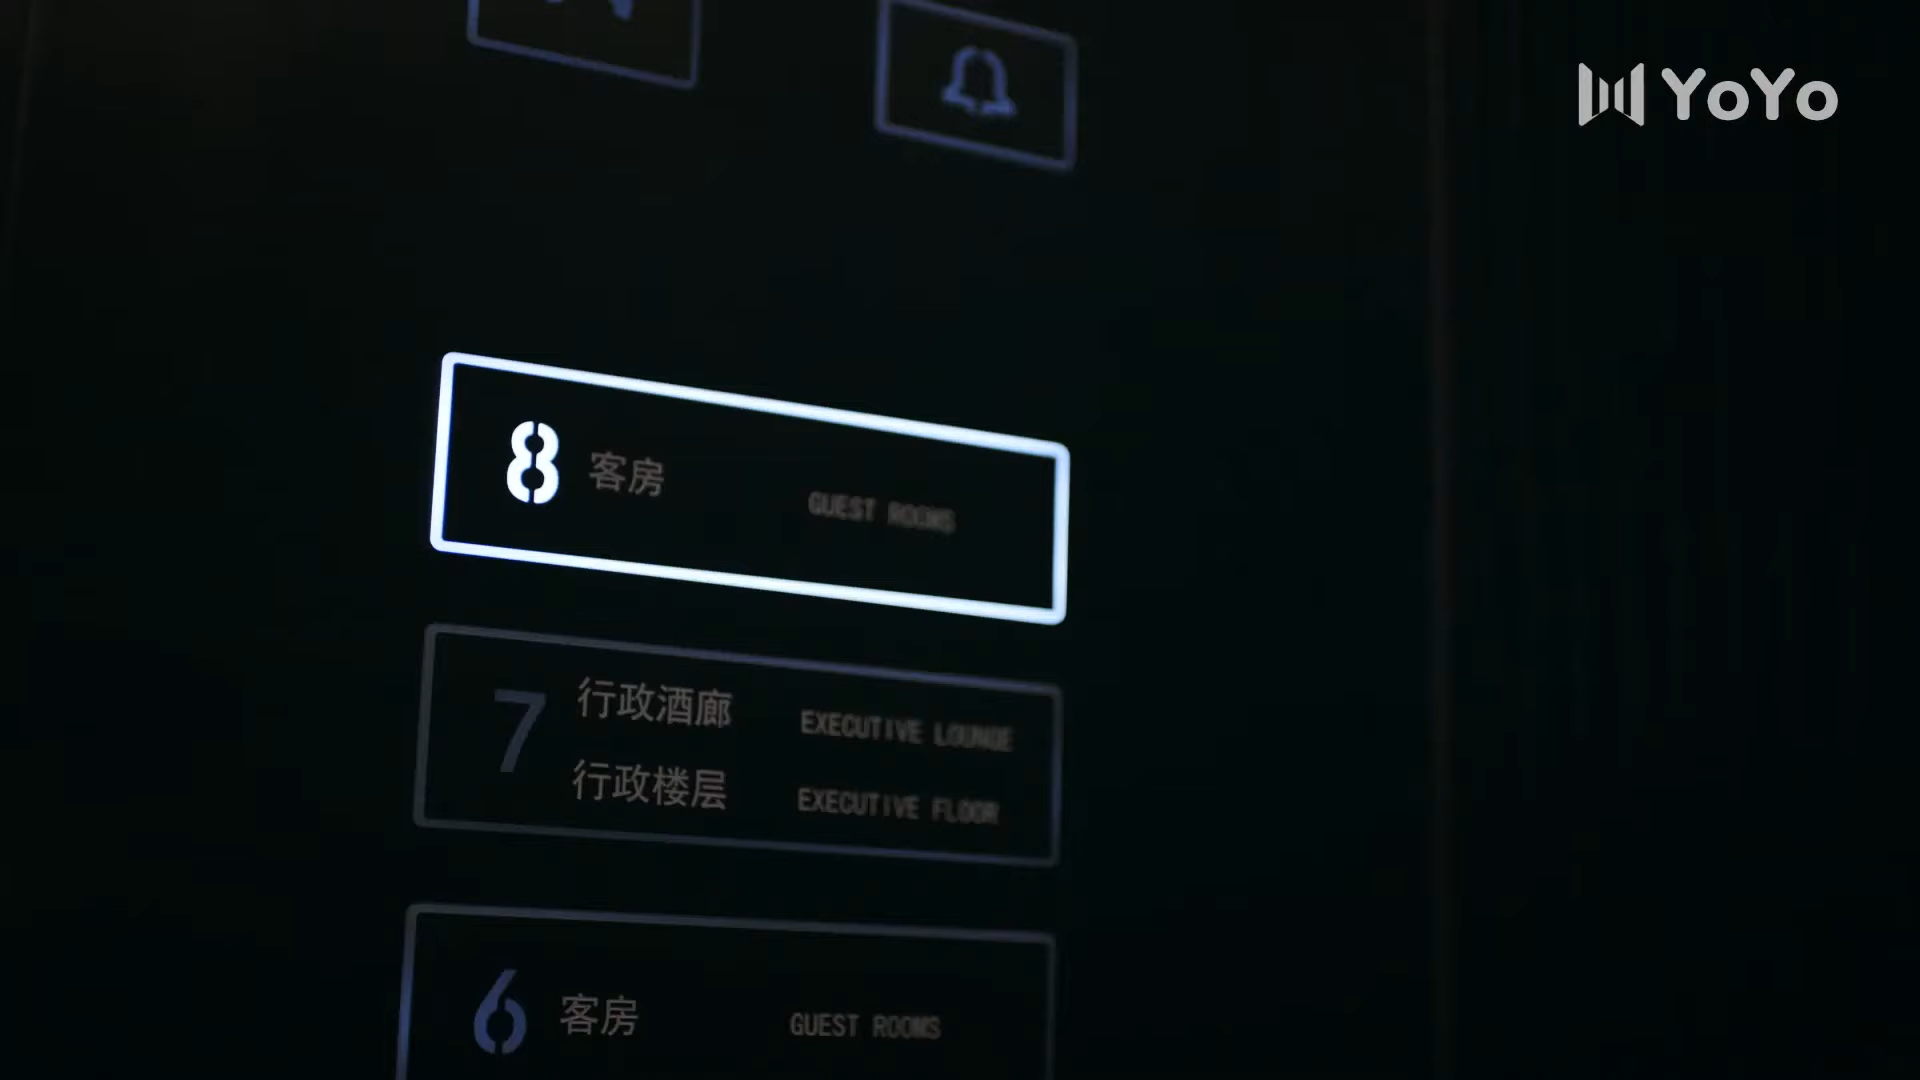 YoYo
8 客房 GUEST ROOMS
7 行政酒廊 EXECUTIVE LOUNGE
行政楼层 EXECUTIVE FLOOR
6 客房 GUEST ROOMS